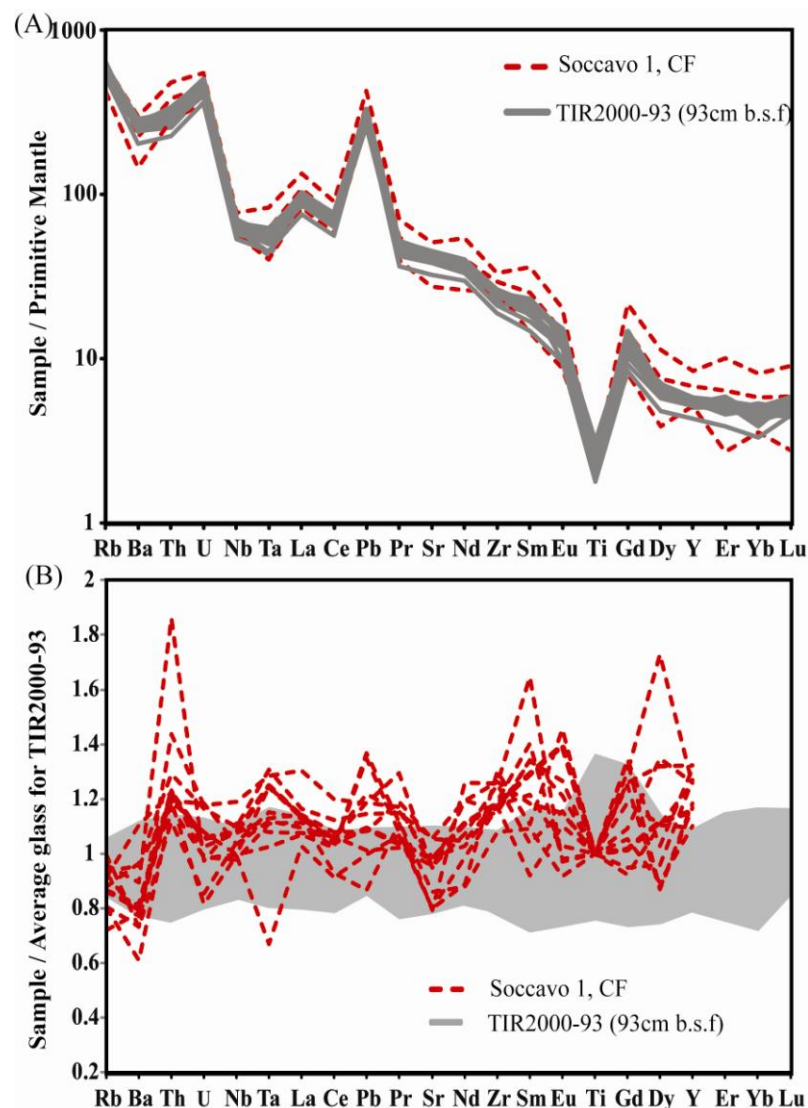 (A)
1000
100
10
1
Sample / Primitive Mantle
Soccavo 1, CF
TIR2000-93 (93cm b.s.f)
Rb Ba Th U Nb Ta La Ce Pb Pr Sr Nd Zr Sm Eu Ti Gd Dy Y Er Yb Lu
(B)
2
1.8
1.6
1.4
1.2
1
0.8
0.6
0.4
0.2
Sample / Average glass for TIR2000-93
Soccavo 1, CF
TIR2000-93 (93cm b.s.f)
Rb Ba Th U Nb Ta La Ce Pb Pr Sr Nd Zr Sm Eu Ti Gd Dy Y Er Yb Lu